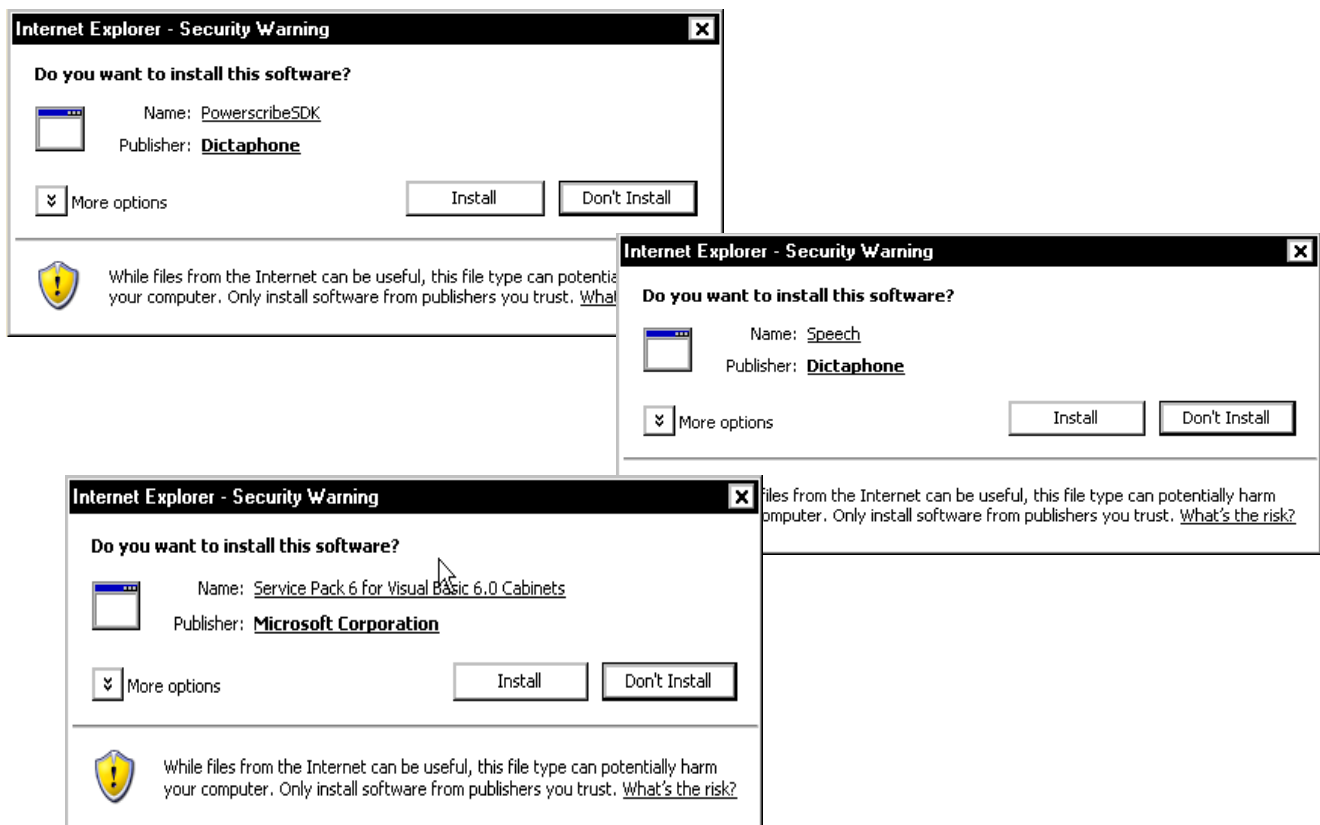 Internet Explorer - Security Warning
Do you want to install this software?
Name: PowerscribeSDK
Publisher: Dictaphone
More options
Install
Don't Install
While files from the Internet can be useful, this file type can
your computer. Only install software from publishers you trust.
Internet Explorer - Security Warning
Do you want to install this software?
Name: Speech
Publisher: Dictaphone
More options
Install
Don't Install
files from the Internet can be useful, this file type can potentially harm
Only install software from publishers you trust. What's the risk?
Internet Explorer - Security Warning
Do you want to install this software?
Name: Service Pack 6 for Visual Basic 6.0 Cabinets
Publisher: Microsoft Corporation
More options
Install
Don't Install
While files from the Internet can be useful, this file type can potentially harm
your computer. Only install software from publishers you trust. What's the risk?